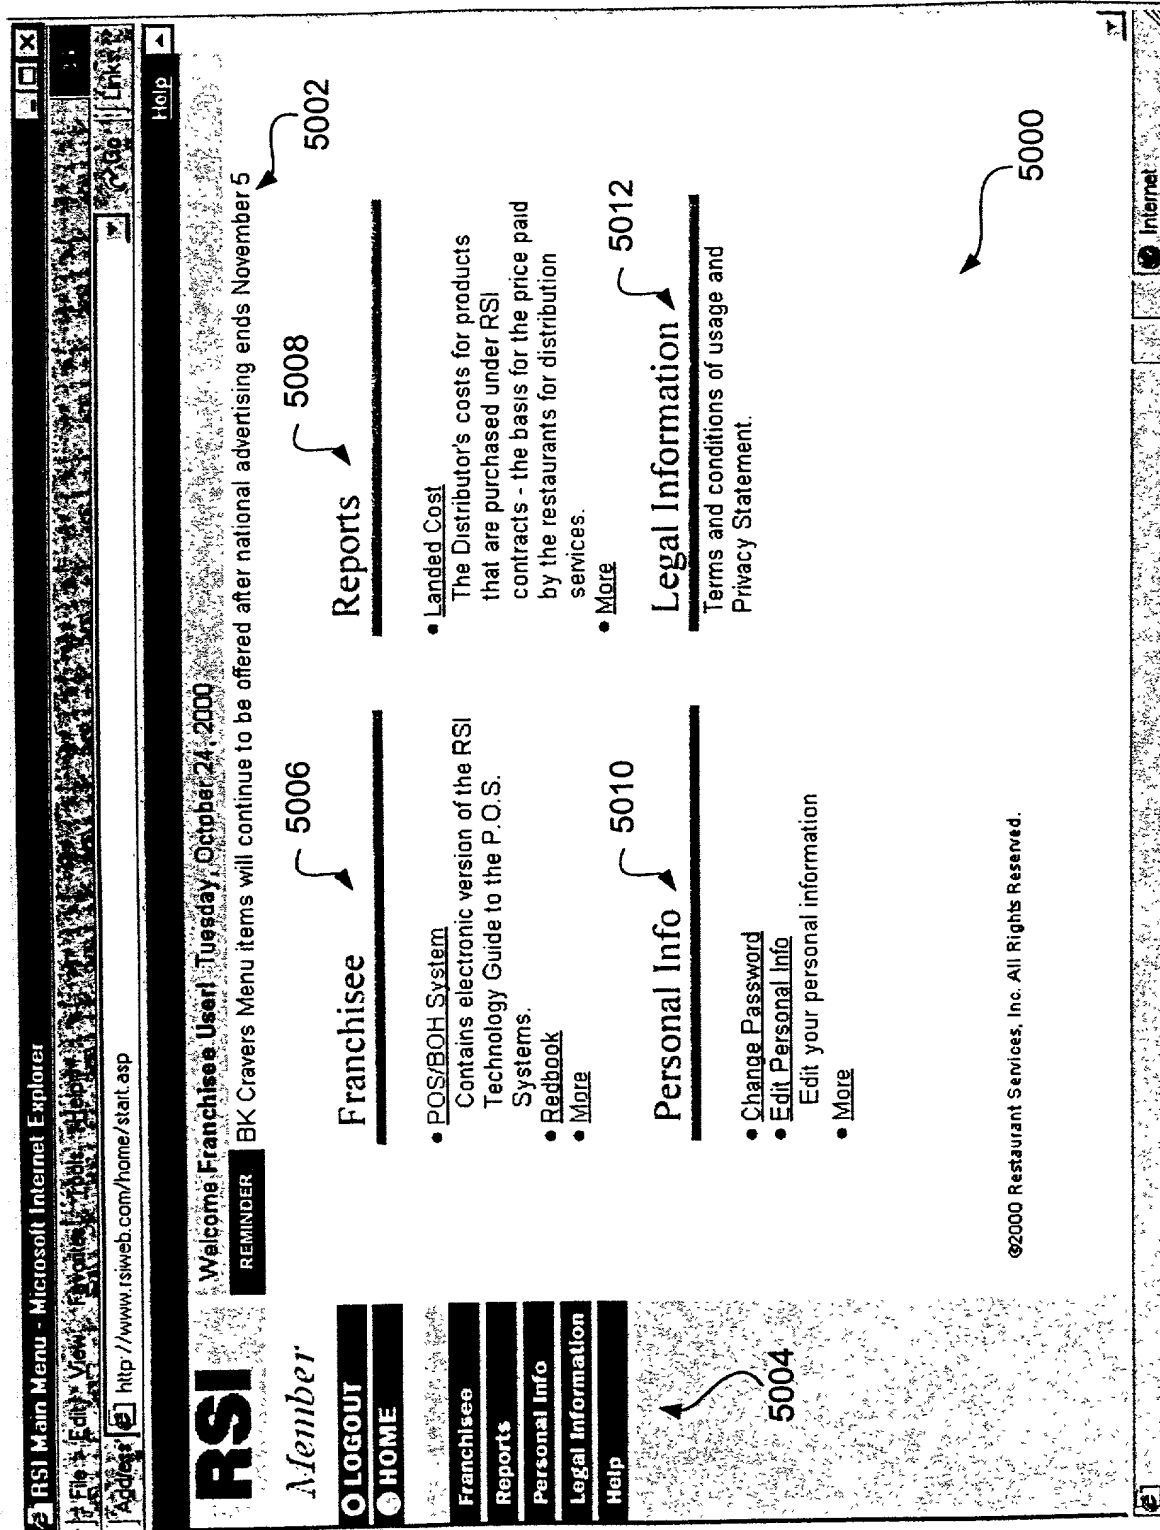 RSI Main Menu - Microsoft Internet Explorer
File Edit View Favorites Tools Help
Address http://www.rsiweb.com/home/start.asp Go Links »
Help
RSI
Welcome Franchisee User! Tuesday, October 24, 2000
REMINDER BK Cravers Menu items will continue to be offered after national advertising ends November 5
5002
Member
LOGOUT
HOME
Franchisee
Reports
Personal Info
Legal Information
Help
5004
5006
Franchisee
• POS/BOH System
Contains electronic version of the RSI
Technology Guide to the P.O.S.
Systems.
• Redbook
• More
5008
Reports
• Landed Cost
The Distributor's costs for products
that are purchased under RSI
contracts - the basis for the price paid
by the restaurants for distribution
services.
• More
5010
Personal Info
• Change Password
• Edit Personal Info
Edit your personal information
• More
5012
Legal Information
Terms and conditions of usage and
Privacy Statement.
5000
©2000 Restaurant Services, Inc. All Rights Reserved.
Internet